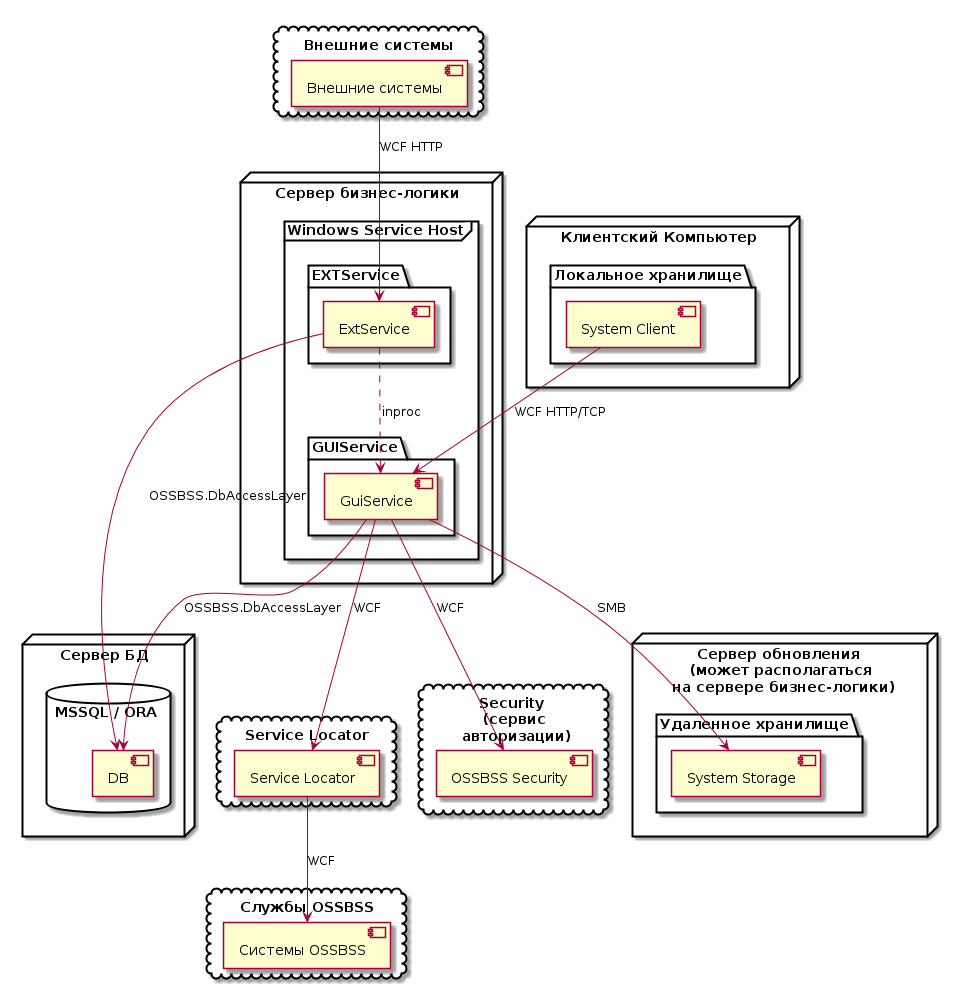 Внешние системы
Внешние системы
WCF HTTP
Сервер бизнес-логики
Windows Service Host
EXTService
ExtService
Клиентский Компьютер
Локальное хранилище
System Client
inproc
WCF HTTP/TCP
GUIService
GuiService
OSSBSS.DbAccessLayer
OSSBSS.DbAccessLayer
WCF
WCF
SMB
Сервер БД
MSSQL / ORA
DB
Service Locator
Service Locator
Security
(сервис
авторизации)
OSSBSS Security
Сервер обновления
(может располагаться
на сервере бизнес-логики)
Удаленное хранилище
System Storage
WCF
Службы OSSBSS
Системы OSSBSS